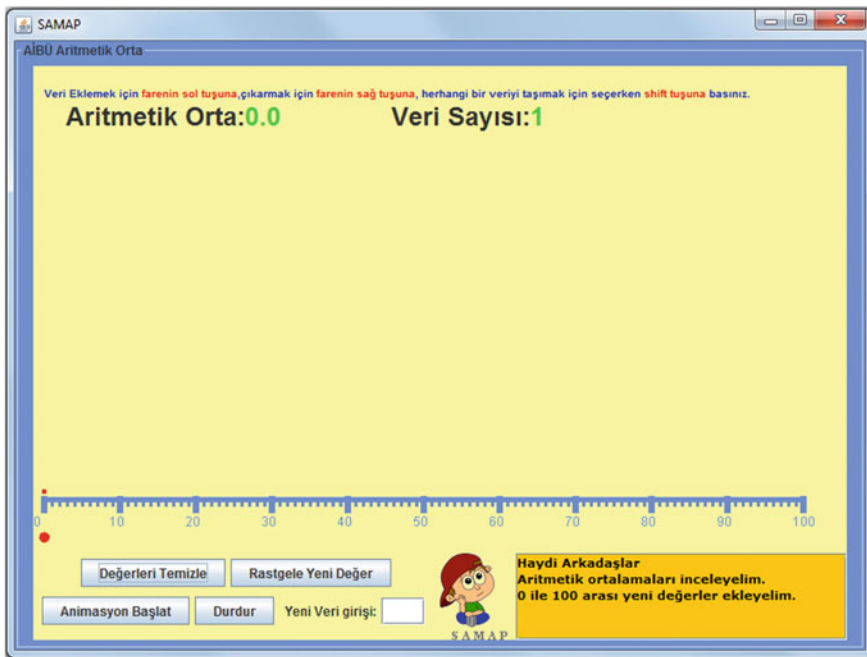 SAMAP
AİBÜ Aritmetik Orta
Veri Eklemek için farenin sol tuşuna,çıkarmak için farenin sağ tuşuna, herhangi bir veriyi taşımak için seçerken shift tuşuna basınız.
Aritmetik Orta:0.0 Veri Sayısı:1
0 10 20 30 40 50 60 70 80 90 100
Değerleri Temizle Rastgele Yeni Değer
Animasyon Başlat Durdur Yeni Veri girişi:
SAMAP
Haydi Arkadaşlar
Aritmetik ortalamaları inceleyelim.
0 ile 100 arası yeni değerler ekleyelim.